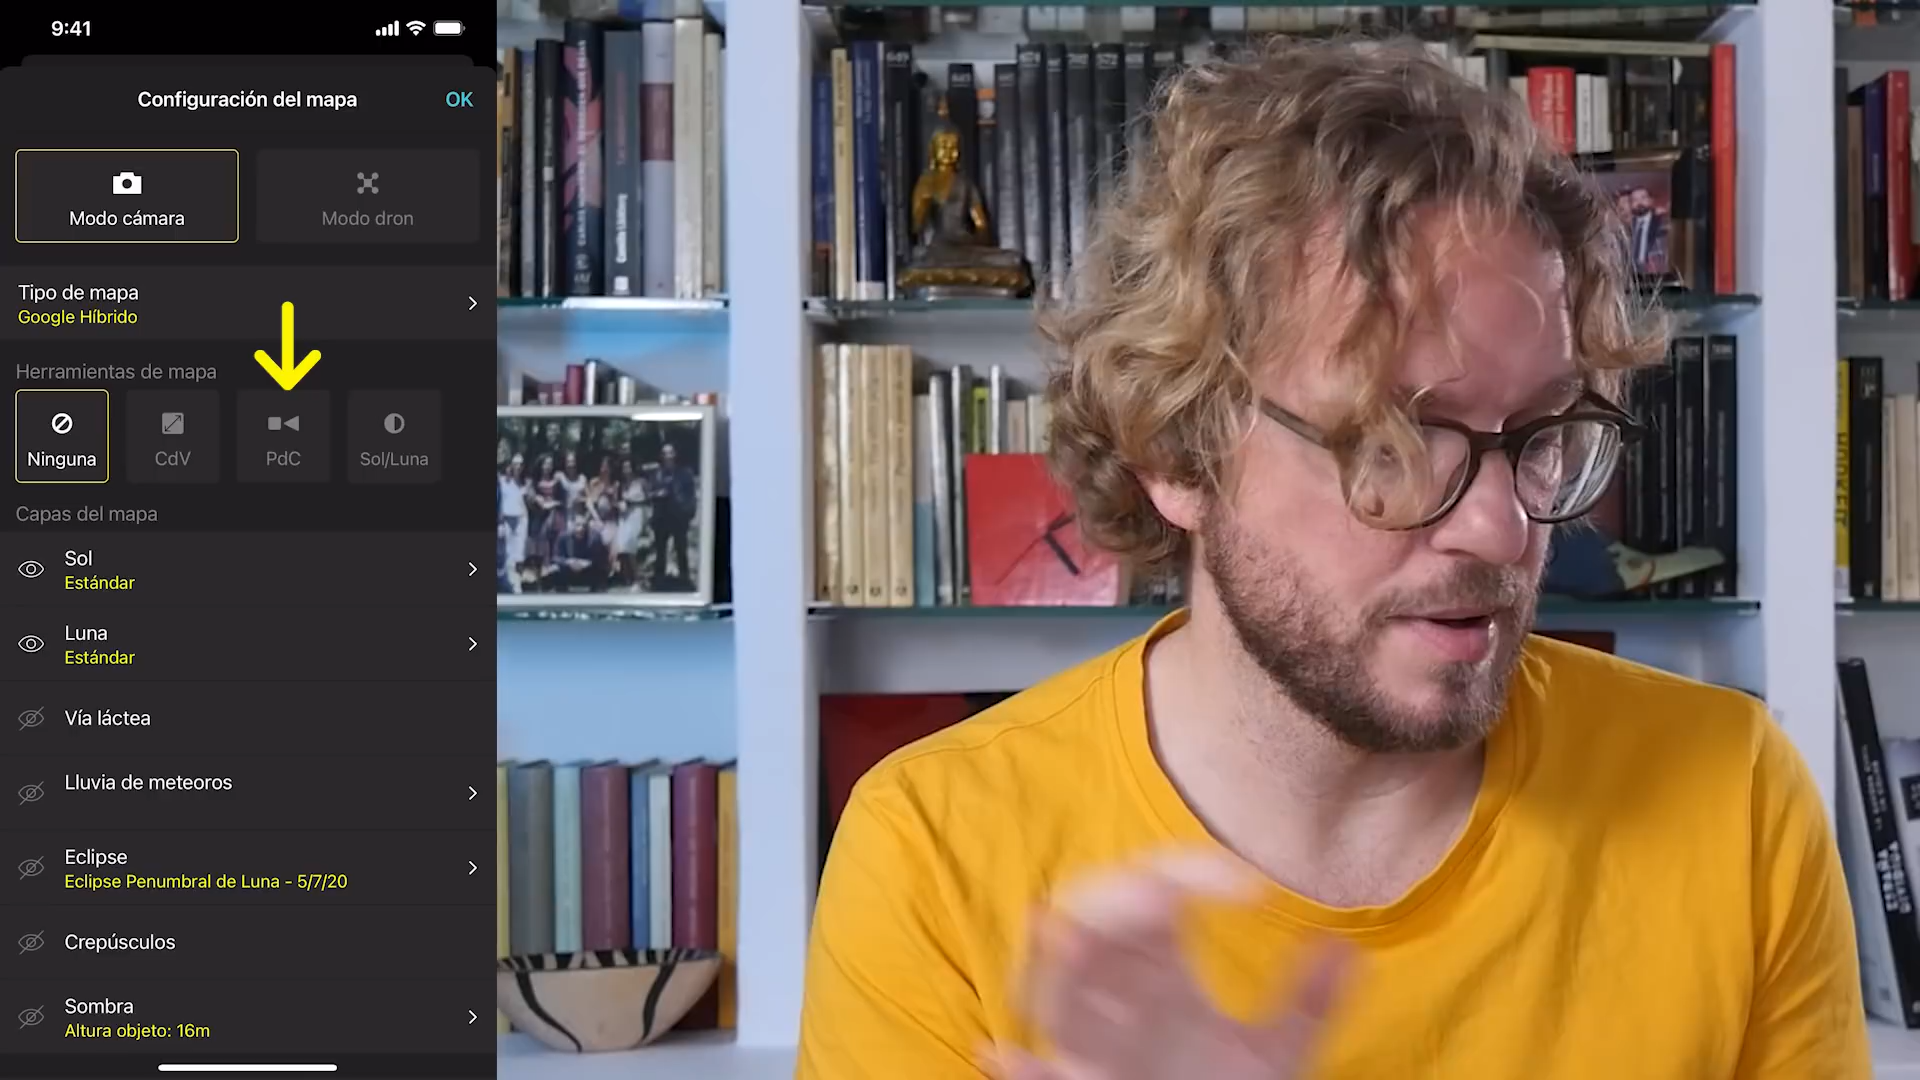 9:41
Configuración del mapa
OK
Modo cámara
Modo dron
Tipo de mapa
Google Híbrido
Herramientas de mapa
Ninguna
CdV
PdC
Sol/Luna
Capas del mapa
Sol
Estándar
Luna
Estándar
Vía láctea
Lluvia de meteoros
Eclipse
Eclipse Penumbral de Luna - 5/7/20
Crepúsculos
Sombra
Altura objeto: 16m